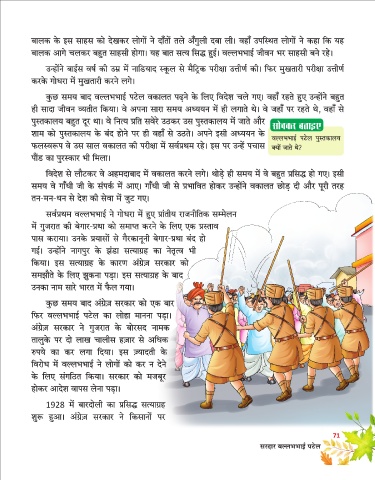 बालक के इस साहस को देखकर लोगों ने दाँतों तले अँगुली दबा ली। वहाँ उपस्थित लोगों ने कहा कि यह
बालक आगे चलकर बहुत साहसी होगा। यह बात सत्य सिद्ध हुई। वल्लभभाई जीवन भर साहसी बने रहे।
उन्होंने बाईस वर्ष की उम्र में नाडियाद स्कूल से मैट्रिक परीक्षा उत्तीर्ण की। फिर मुखतारी परीक्षा उत्तीर्ण
करके गोधरा में मुखतारी करने लगे।
कुछ समय बाद वल्लभभाई पटेल वकालत पढ़ने के लिए विदेश चले गए। वहाँ रहते हुए उन्होंने बहुत
ही सादा जीवन व्यतीत किया। वे अपना सारा समय अध्ययन में ही लगाते थे। वे जहाँ पर रहते थे, वहाँ से
पुस्तकालय बहुत दूर था। वे नित्य प्रति सवेरे उठकर उस पुस्तकालय में जाते और
शाम को पुस्तकालय के बंद होने पर ही वहाँ से उठते। अपने इसी अध्ययन के
फलस्वरूप वे उस साल वकालत की परीक्षा में सर्वप्रथम रहे। इस पर उन्हें पचास
पौंड का पुरस्कार भी मिला।
सोचकर बताइए
वल्लभभाई पटेल पुस्तकालय
क्यों जाते थे?
विदेश से लौटकर वे अहमदाबाद में वकालत करने लगे। थोड़े ही समय में वे बहुत प्रसिद्ध हो गए। इसी
समय वे गाँधी जी के संपर्क में आए। गाँधी जी से प्रभावित होकर उन्होंने वकालत छोड़ दी और पूरी तरह
तन-मन-धन से देश की सेवा में जुट गए।
सर्वप्रथम वल्लभभाई ने गोधरा में हुए प्रांतीय राजनीतिक सम्मेलन
में गुजरात की बेगार-प्रथा को समाप्त करने के लिए एक प्रस्ताव
पास कराया। उनके प्रयासों से गैरकानूनी बेगार-प्रथा बंद हो
गई। उन्होंने नागपुर के झंडा सत्याग्रह का नेतृत्व भी
किया। इस सत्याग्रह के कारण अंग्रेज़ सरकार को
समझौते के लिए झुकना पड़ा। इस सत्याग्रह के बाद
उनका नाम सारे भारत में फैल गया।
कुछ समय बाद अंग्रेज़ सरकार को एक बार
फिर वल्लभभाई पटेल का लोहा मानना पड़ा।
अंग्रेज़ सरकार ने गुजरात के बोरसद नामक
तालुके पर दो लाख चालीस हज़ार से अधिक
रुपये का कर लगा दिया। इस ज़्यादती के
विरोध में वल्लभभाई ने लोगों को कर न देने
के लिए संगठित किया। सरकार को मजबूर
होकर आदेश वापस लेना पड़ा।
1928 में बारदोली का प्रसिद्ध सत्याग्रह
शुरू हुआ। अंग्रेज़ सरकार ने किसानों पर
71
सरदार वल्लभभाई पटेल